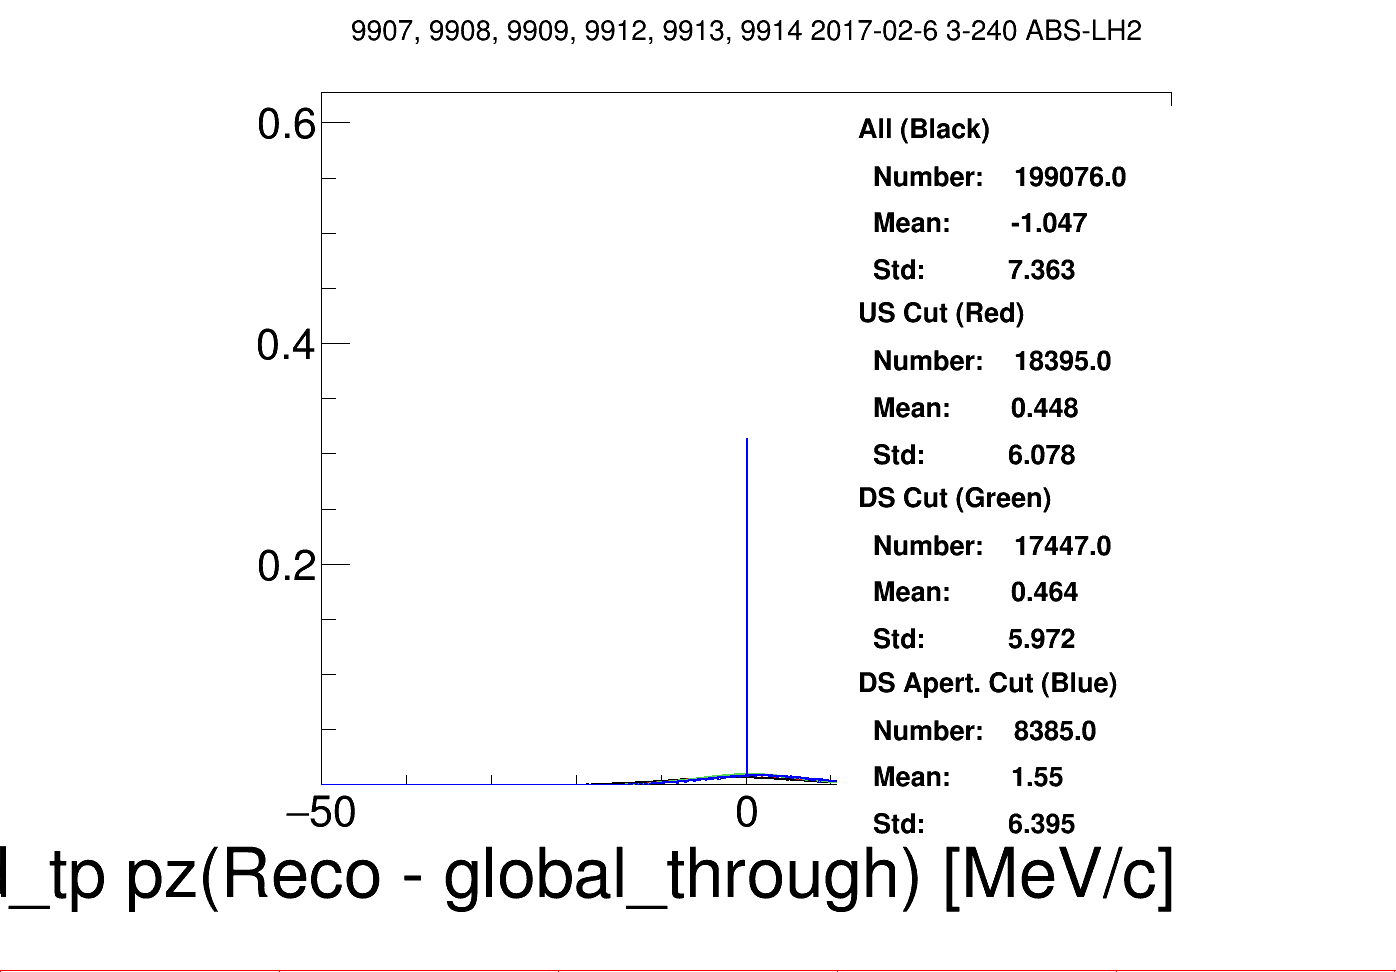 9907, 9908, 9909, 9912, 9913, 9914 2017-02-6 3-240 ABS-LH2
0.6
0.4
0.2
−50
0
All (Black)
Number: 199076.0
Mean: -1.047
Std: 7.363
US Cut (Red)
Number: 18395.0
Mean: 0.448
Std: 6.078
DS Cut (Green)
Number: 17447.0
Mean: 0.464
Std: 5.972
DS Apert. Cut (Blue)
Number: 8385.0
Mean: 1.55
Std: 6.395
_tp pz(Reco - global_through) [MeV/c]